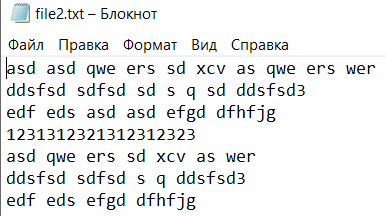 file2.txt – Блокнот
Файл Правка Формат Вид Справка
asd asd qwe ers sd xcv as qwe ers wer
ddsfsd sdfsd sd s q sd ddsfsd3
edf eds asd asd efgd dfhfjg
1231312321312312323
asd qwe ers sd xcv as wer
ddsfsd sdfsd s q ddsfsd3
edf eds efgd dfhfjg